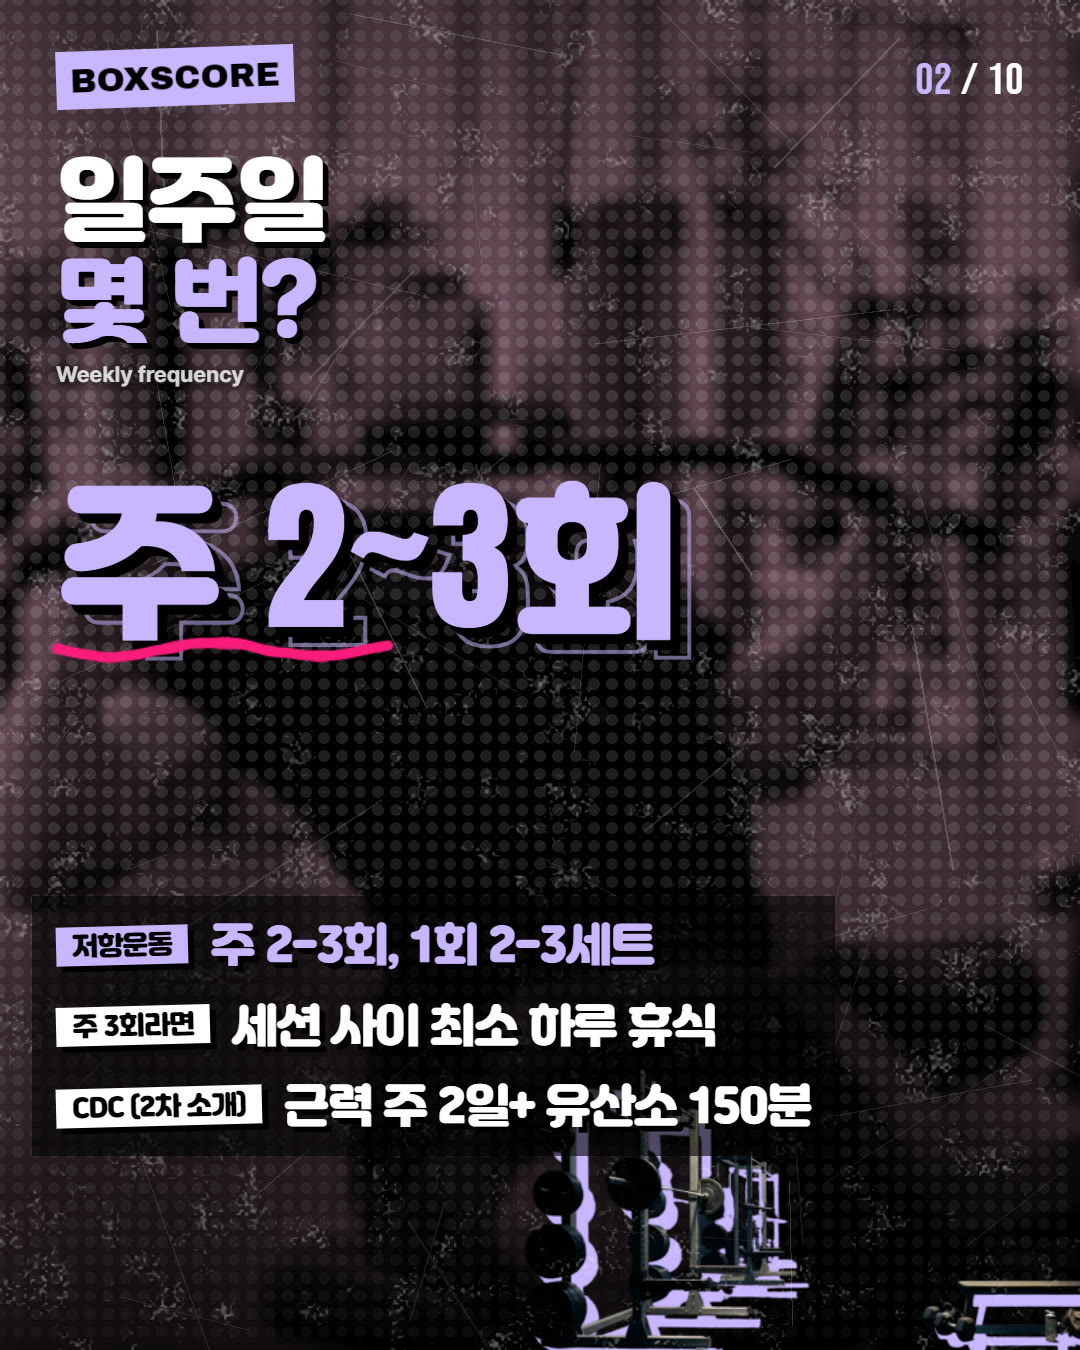 BOXSCORE
02 / 10
일주일
몇 번?
Weekly frequency
주 2~3회
저항운동 주 2-3회, 1회 2-3세트
주 3회라면 세션 사이 최소 하루 휴식
CDC (2차 소개) 근력 주 2일+ 유산소 150분